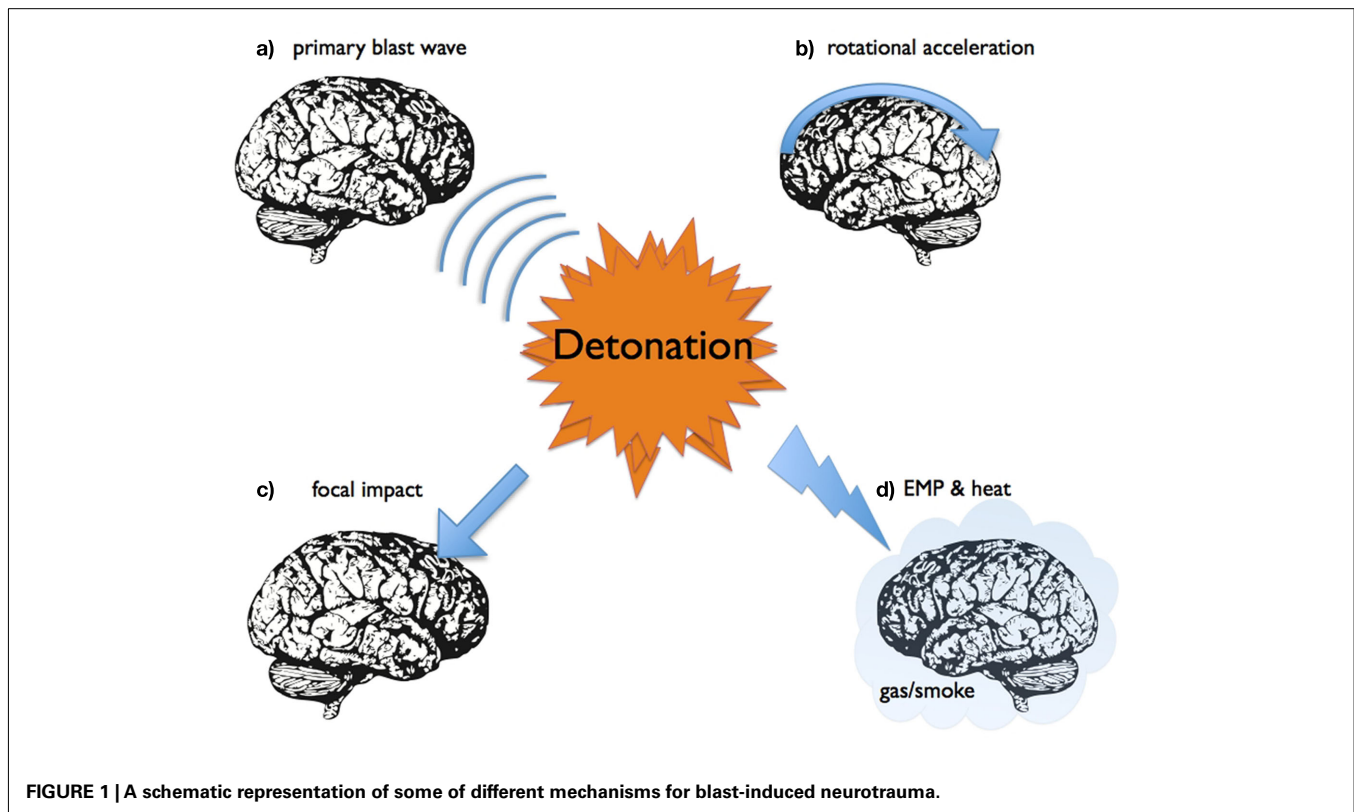 a) primary blast wave
b) rotational acceleration
Detonation
c) focal impact
d) EMP & heat
gas/smoke
FIGURE 1 | A schematic representation of some of different mechanisms for blast-induced neurotrauma.